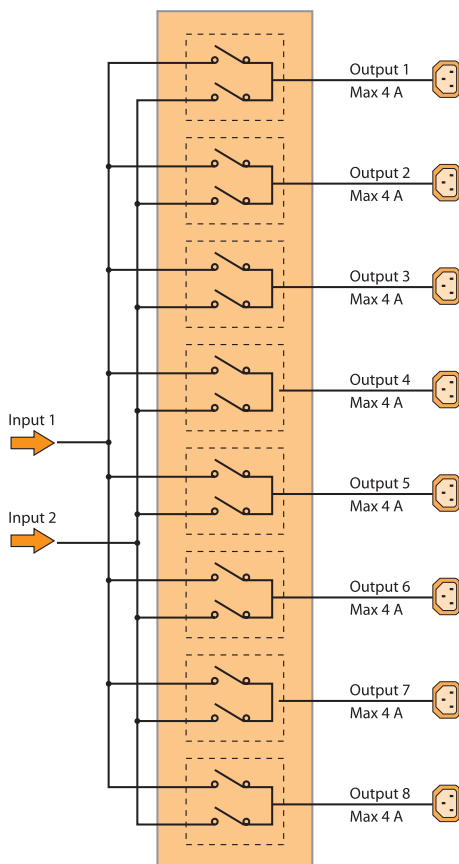 Output 1
Max 4 A
Output 2
Max 4 A
Output 3
Max 4 A
Output 4
Max 4 A
Input 1
Output 5
Max 4 A
Input 2
Output 6
Max 4 A
Output 7
Max 4 A
Output 8
Max 4 A